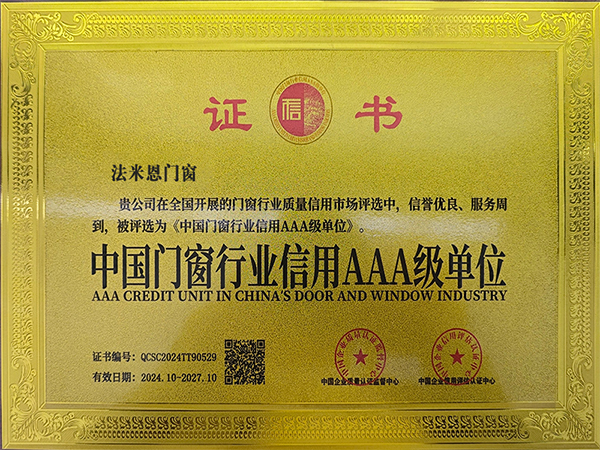 证 信 书
法米恩门窗
贵公司在全国开展的门窗行业质量信用市场评选中，信誉优良、服务周
到，被评选为《中国门窗行业信用AAA级单位》。
中国门窗行业信用AAA级单位
AAA CREDIT UNIT IN CHINA'S DOOR AND WINDOW INDUSTRY
证书编号：QCSC2024TT90529
有效日期：2024.10-2027.10
中国企业质量认证监督中心
中国企业信用评估认证中心